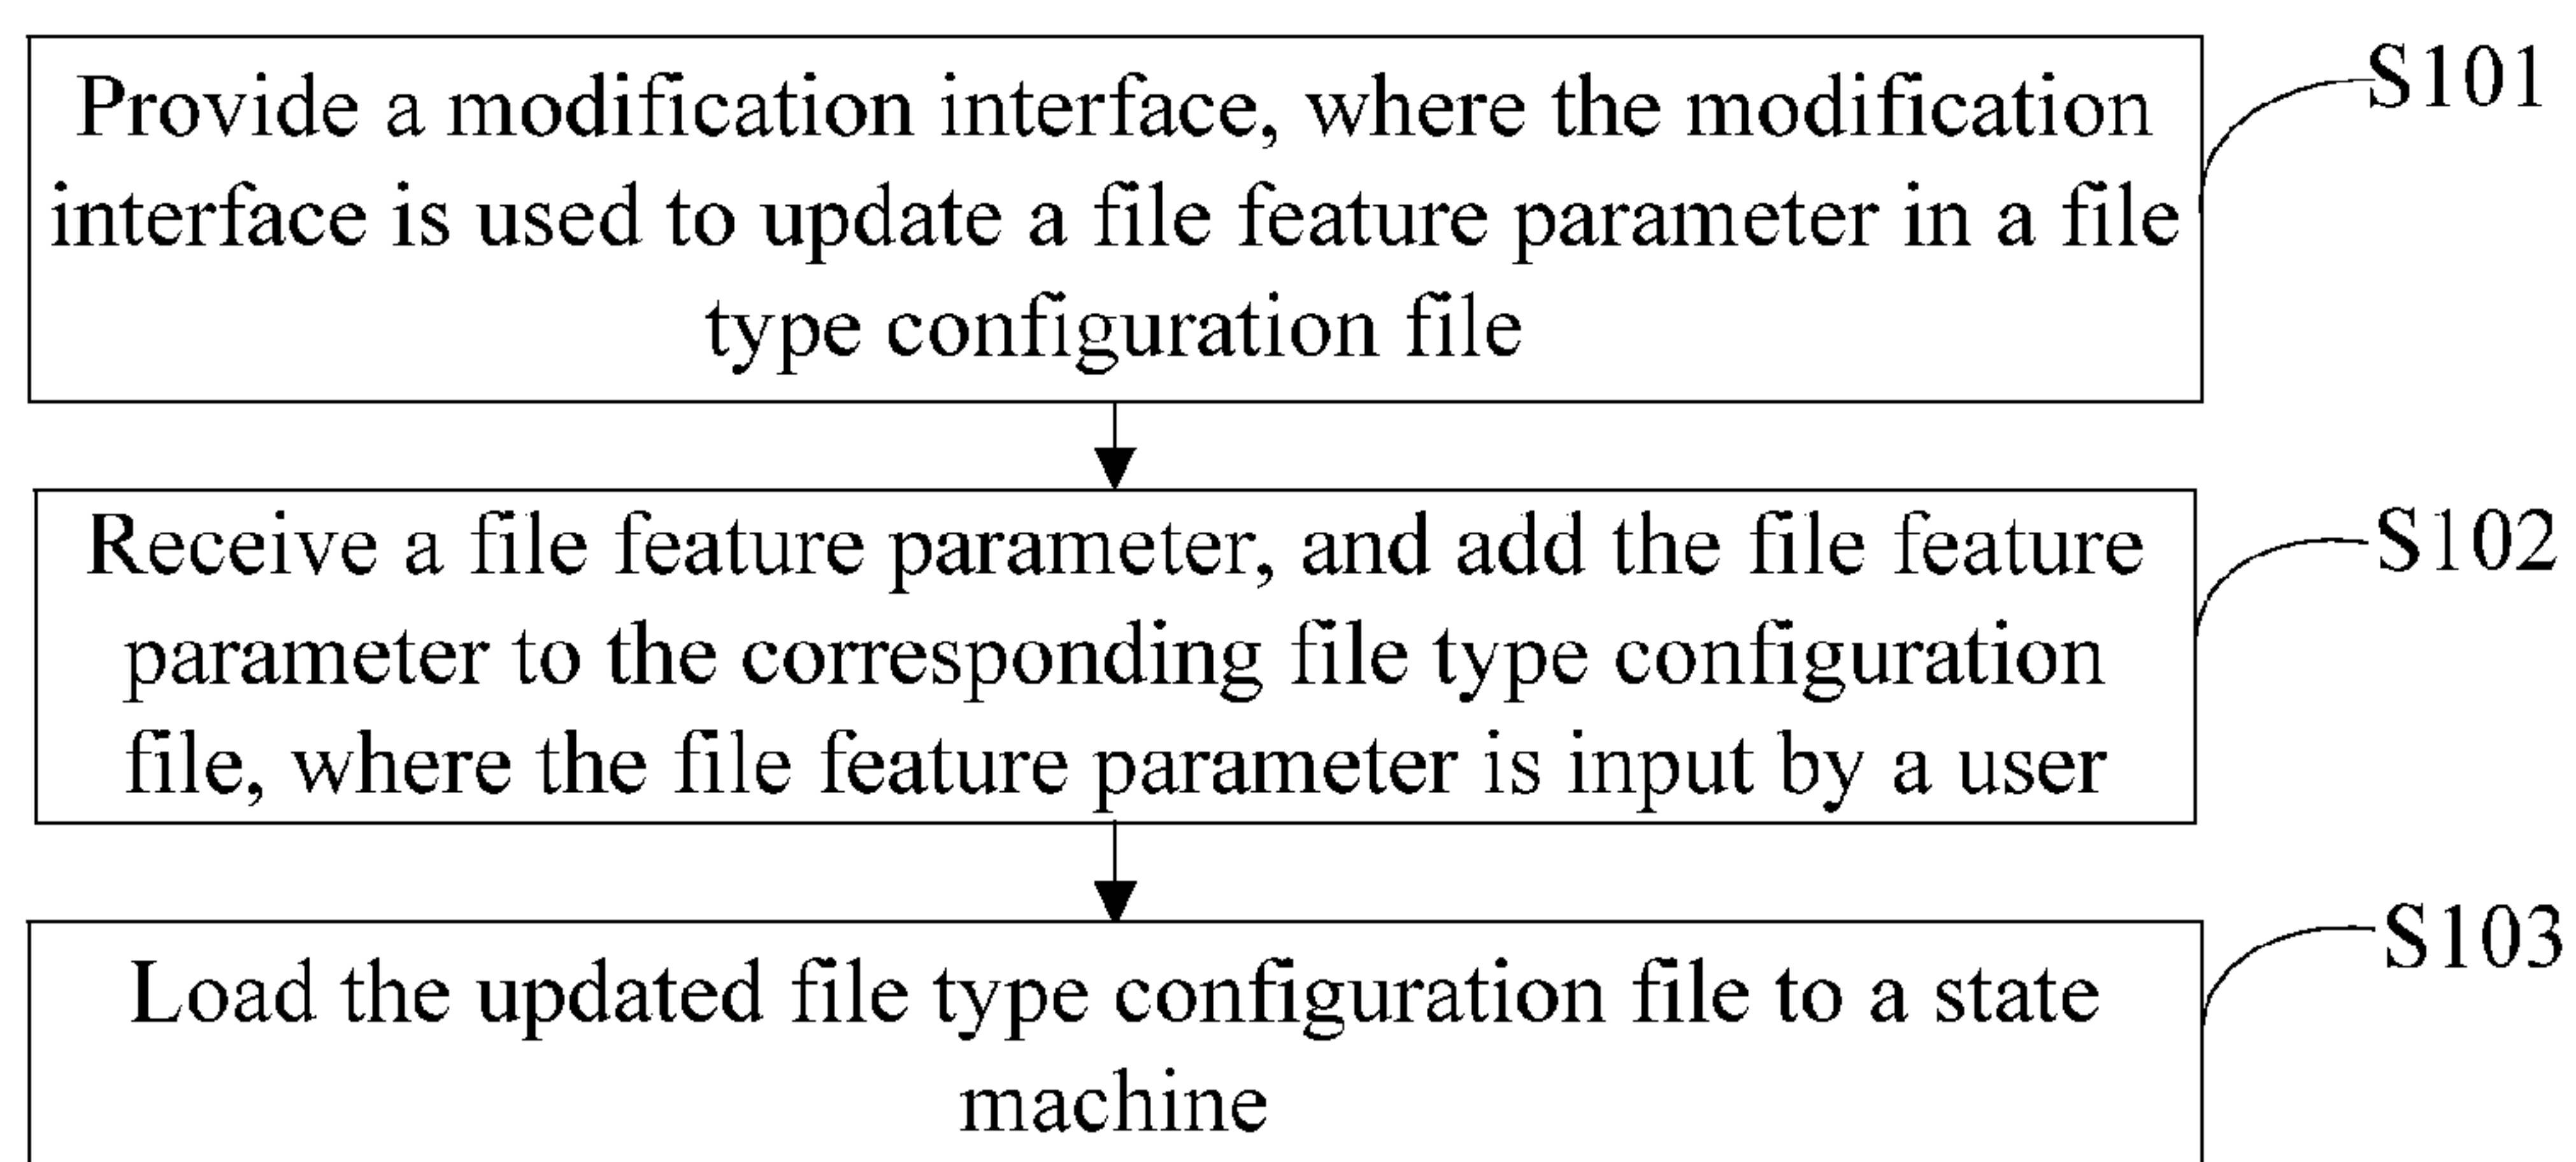 Provide a modification interface, where the modification
interface is used to update a file feature parameter in a file
type configuration file
S101
Receive a file feature parameter, and add the file feature
parameter to the corresponding file type configuration
file, where the file feature parameter is input by a user
S102
Load the updated file type configuration file to a state
machine
S103